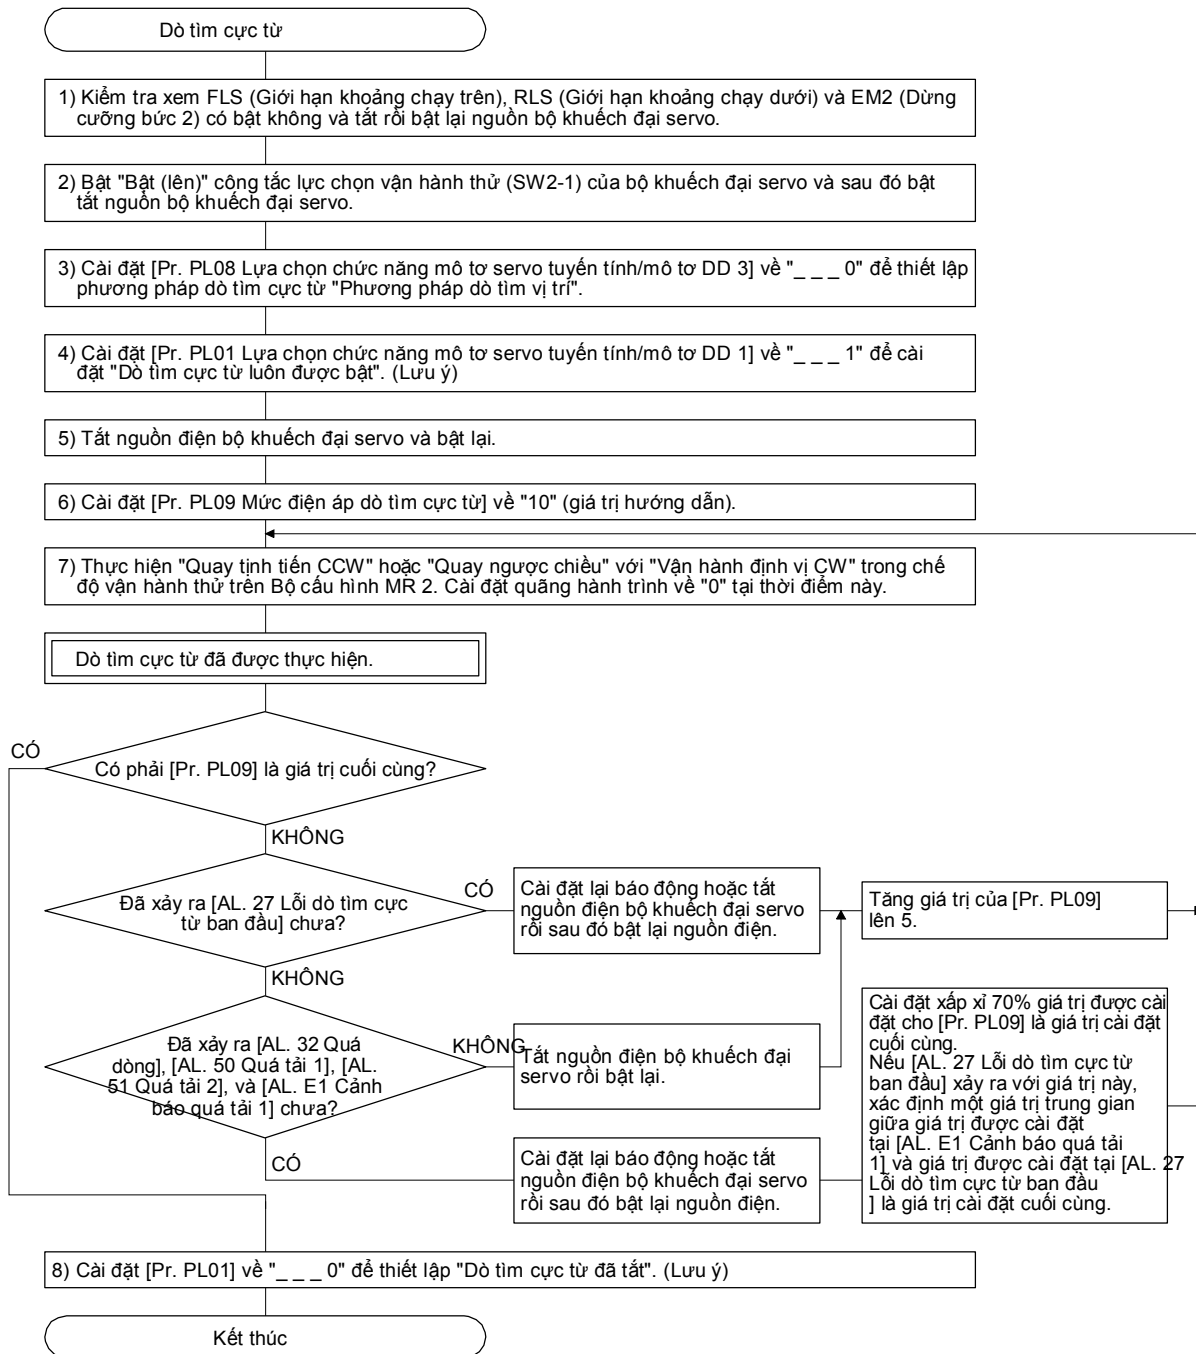 Dò tìm cực từ
1) Kiểm tra xem FLS (Giới hạn khoảng chạy trên), RLS (Giới hạn khoảng chạy dưới) và EM2 (Dừng
cưỡng bức 2) có bật không và tắt rồi bật lại nguồn bộ khuếch đại servo.
2) Bật "Bật (lên)" công tắc lực chọn vận hành thử (SW2-1) của bộ khuếch đại servo và sau đó bật
tắt nguồn bộ khuếch đại servo.
3) Cài đặt [Pr. PL08 Lựa chọn chức năng mô tơ servo tuyến tính/mô tơ DD 3] về "_ _ _ 0" để thiết lập
phương pháp dò tìm cực từ "Phương pháp dò tìm vị trí".
4) Cài đặt [Pr. PL01 Lựa chọn chức năng mô tơ servo tuyến tính/mô tơ DD 1] về "_ _ _ 1" để cài
đặt "Dò tìm cực từ luôn được bật". (Lưu ý)
5) Tắt nguồn điện bộ khuếch đại servo và bật lại.
6) Cài đặt [Pr. PL09 Mức điện áp dò tìm cực từ] về "10" (giá trị hướng dẫn).
7) Thực hiện "Quay tịnh tiến CCW" hoặc "Quay ngược chiều" với "Vận hành định vị CW" trong chế
độ vận hành thử trên Bộ cấu hình MR 2. Cài đặt quãng hành trình về "0" tại thời điểm này.
Dò tìm cực từ đã được thực hiện.
CÓ
Có phải [Pr. PL09] là giá trị cuối cùng?
KHÔNG
Đã xảy ra [AL. 27 Lỗi dò tìm cực
từ ban đầu] chưa?
CÓ
Cài đặt lại báo động hoặc tắt
nguồn điện bộ khuếch đại servo
rồi sau đó bật lại nguồn điện.
Tăng giá trị của [Pr. PL09]
lên 5.
KHÔNG
Đã xảy ra [AL. 32 Quá
dòng], [AL. 50 Quá tải 1], [AL.
51 Quá tải 2], và [AL. E1 Cảnh
báo quá tải 1] chưa?
KHÔNG
Tắt nguồn điện bộ khuếch đại
servo rồi bật lại.
Cài đặt xấp xỉ 70% giá trị được cài
đặt cho [Pr. PL09] là giá trị cài đặt
cuối cùng.
Nếu [AL. 27 Lỗi dò tìm cực từ
ban đầu] xảy ra với giá trị này,
xác định một giá trị trung gian
giữa giá trị được cài đặt
tại [AL. E1 Cảnh báo quá tải
1] và giá trị được cài đặt tại [AL. 27
Lỗi dò tìm cực từ ban đầu
] là giá trị cài đặt cuối cùng.
CÓ
Cài đặt lại báo động hoặc tắt
nguồn điện bộ khuếch đại servo
rồi sau đó bật lại nguồn điện.
8) Cài đặt [Pr. PL01] về "_ _ _ 0" để thiết lập "Dò tìm cực từ đã tắt". (Lưu ý)
Kết thúc